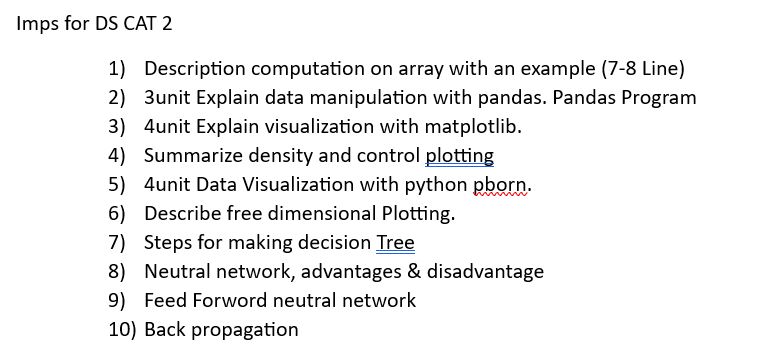 Imps for DS CAT 2
1) Description computation on array with an example (7-8 Line)
2) 3unit Explain data manipulation with pandas. Pandas Program
3) 4unit Explain visualization with matplotlib.
4) Summarize density and control plotting
5) 4unit Data Visualization with python pborn.
6) Describe free dimensional Plotting.
7) Steps for making decision Tree
8) Neutral network, advantages & disadvantage
9) Feed Forword neutral network
10) Back propagation